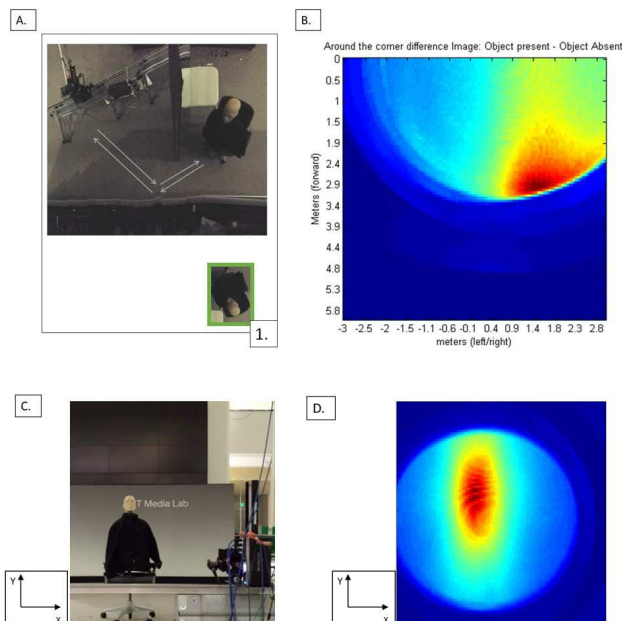 A.
1.
B.
Around the corner difference Image: Object present - Object Absent
Meters (forward)
0
0.5
1
1.5
1.9
2.4
2.9
3.4
3.9
4.4
4.8
5.3
5.8
-3 -2.5 -2 -1.5 -1.1 -0.6 -0.1 0.4 0.9 1.4 1.8 2.3 2.8
meters (left/right)
C.
T Media Lab
Y
X
D.
Y
X